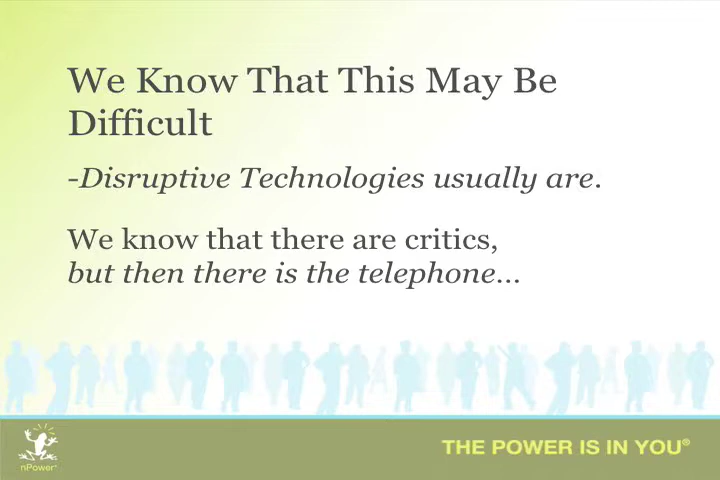 We Know That This May Be
Difficult
-Disruptive Technologies usually are.
We know that there are critics,
but then there is the telephone...
THE POWER IS IN YOU®
nPower™